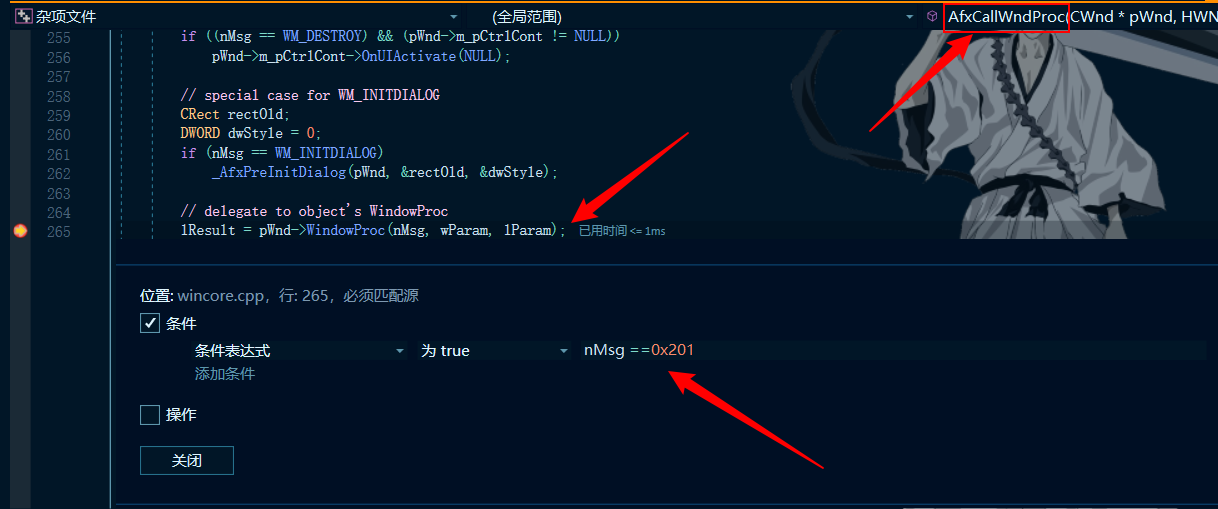 杂项文件 (全局范围) AfxCallWndProc(CWnd * pWnd, HWN
255 if ((nMsg == WM_DESTROY) && (pWnd->m_pCtrlCont != NULL))
256 pWnd->m_pCtrlCont->OnUIActivate(NULL);
257
258 // special case for WM_INITDIALOG
259 CRect rectOld;
260 DWORD dwStyle = 0;
261 if (nMsg == WM_INITDIALOG)
262 _AfxPreInitDialog(pWnd, &rectOld, &dwStyle);
263
264 // delegate to object's WindowProc
265 lResult = pWnd->WindowProc(nMsg, wParam, lParam); 已用时间 <= 1ms
位置: wincore.cpp，行: 265，必须匹配源
条件
条件表达式 为 true nMsg ==0x201
添加条件
操作
关闭